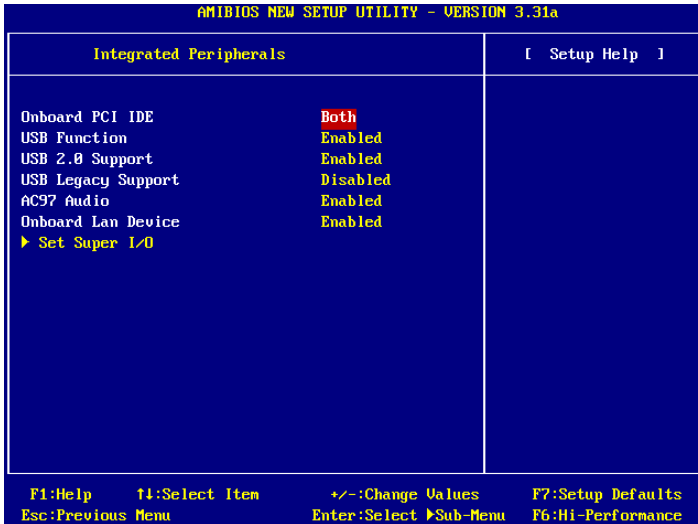 AMIBIOS NEW SETUP UTILITY - VERSION 3.31a
Integrated Peripherals
[ Setup Help ]
Onboard PCI IDE Both
USB Function Enabled
USB 2.0 Support Enabled
USB Legacy Support Disabled
AC97 Audio Enabled
Onboard Lan Device Enabled
▶ Set Super I/O
F1:Help ↑↓:Select Item +/-:Change Values F7:Setup Defaults
Esc:Previous Menu Enter:Select ▶Sub-Menu F6:Hi-Performance